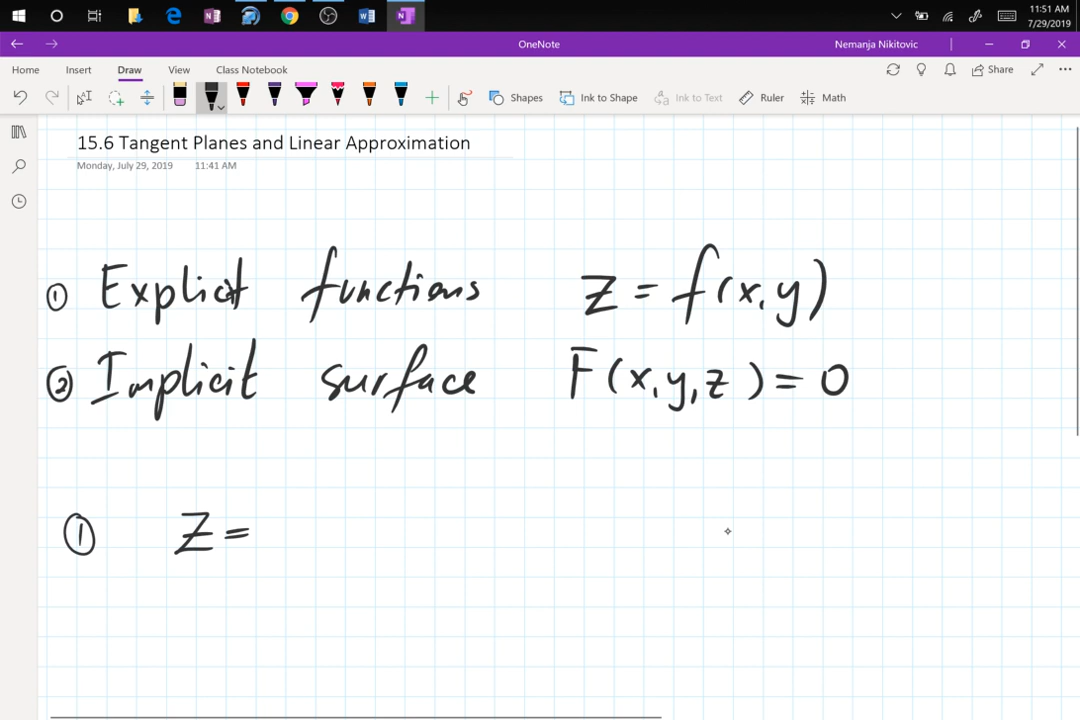 11:51 AM
7/29/2019
OneNote
Nemanja Nikitovic
Home Insert Draw View Class Notebook
Share
Shapes Ink to Shape Ink to Text Ruler Math
15.6 Tangent Planes and Linear Approximation
Monday, July 29, 2019 11:41 AM
① Explicit functions z = f(x,y)
② Implicit surface F(x,y,z) = 0
① z =